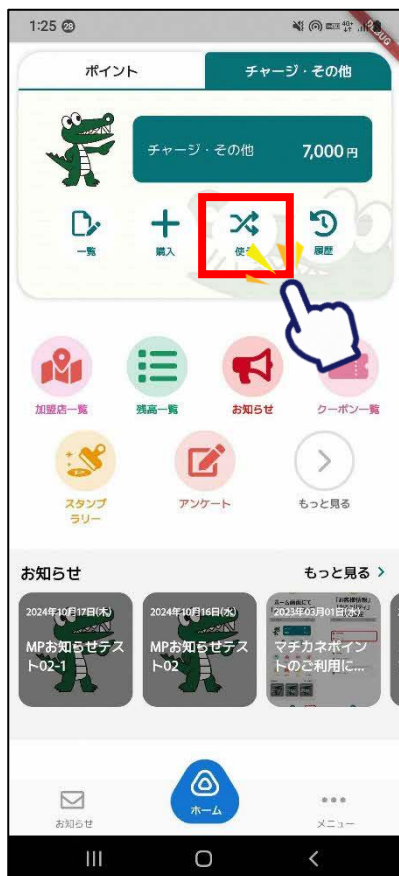 1:25 28
ポイント
チャージ・その他
チャージ・その他 7,000 円
一覧 購入 使う 履歴
加盟店一覧 残高一覧 お知らせ クーポン一覧
スタンプ
ラリー
アンケート
もっと見る
お知らせ
もっと見る
2024年10月17日(木)
MPお知らせテス
ト02-1
2024年10月16日(水)
MPお知らせテス
ト02
2023年03月01日(水)
マチカネポイン
トのご利用に...
お知らせ
ホーム
メニュー